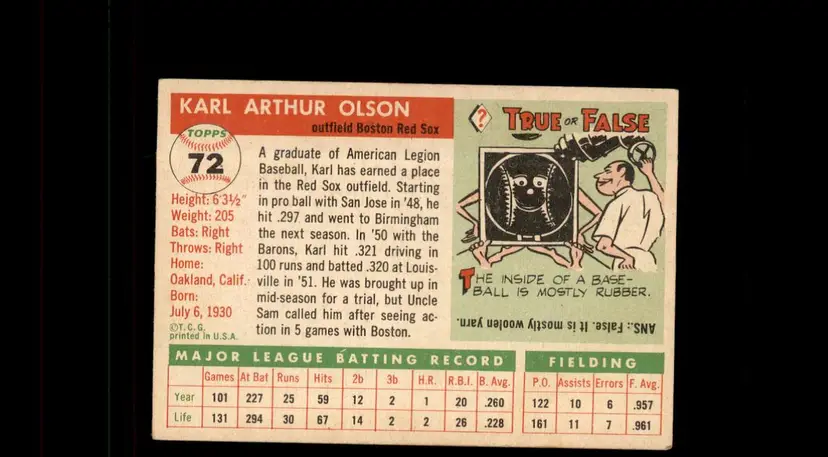 KARL ARTHUR OLSON
outfield Boston Red Sox
TOPPS
72
Height: 6'3½"
Weight: 205
Bats: Right
Throws: Right
Home:
Oakland, Calif.
Born:
July 6, 1930
©T.C.G.
printed in U.S.A.
A graduate of American Legion
Baseball, Karl has earned a place
in the Red Sox outfield. Starting
in pro ball with San Jose in '48, he
hit .297 and went to Birmingham
the next season. In '50 with the
Barons, Karl hit .321 driving in
100 runs and batted .320 at Louis-
ville in '51. He was brought up in
mid-season for a trial, but Uncle
Sam called him after seeing ac-
tion in 5 games with Boston.
? TRUE OR FALSE
THE INSIDE OF A BASE-
BALL IS MOSTLY RUBBER.
ANS.: False. It is mostly woolen yarn.
MAJOR LEAGUE BATTING RECORD
Games At Bat Runs Hits 2b 3b H.R. R.B.I. B. Avg.
Year 101 227 25 59 12 2 1 20 .260
Life 131 294 30 67 14 2 2 26 .228
FIELDING
P.O. Assists Errors F. Avg.
122 10 6 .957
161 11 7 .961